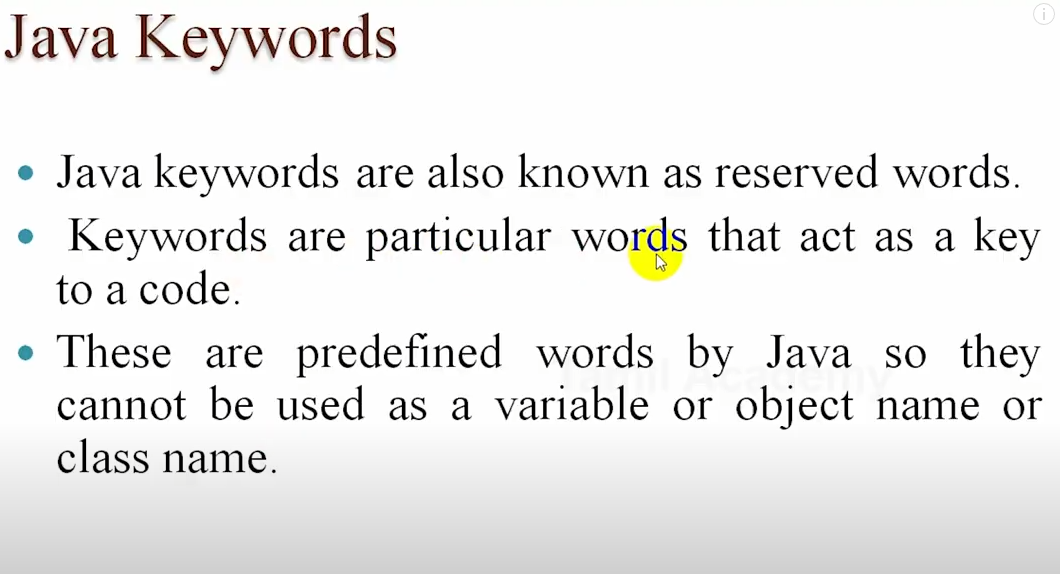 Java Keywords
• Java keywords are also known as reserved words.
• Keywords are particular words that act as a key
to a code.
• These are predefined words by Java so they
Tamil Academy
cannot be used as a variable or object name or
class name.